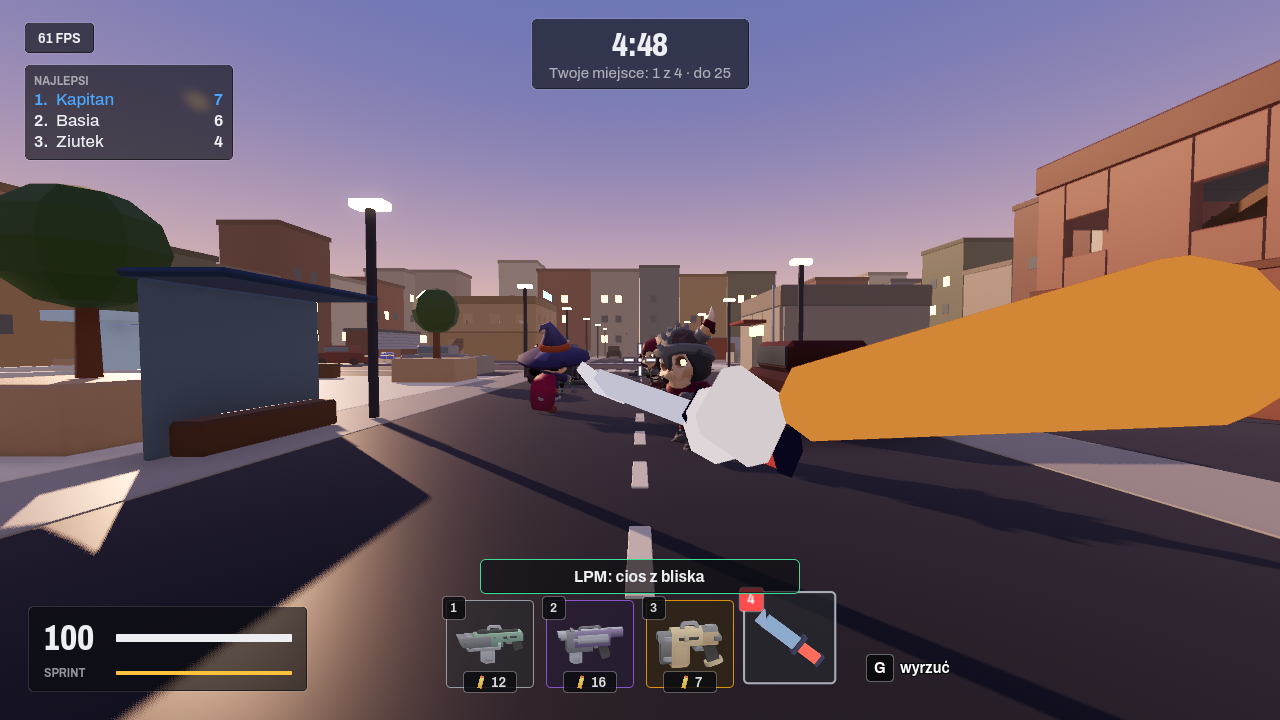 61 FPS
NAJLEPSI
1. Kapitan 7
2. Basia 6
3. Ziutek 4
4:48
Twoje miejsce: 1 z 4 · do 25
LPM: cios z bliska
1
2
3
4
12
16
7
G wyrzuć
100
SPRINT